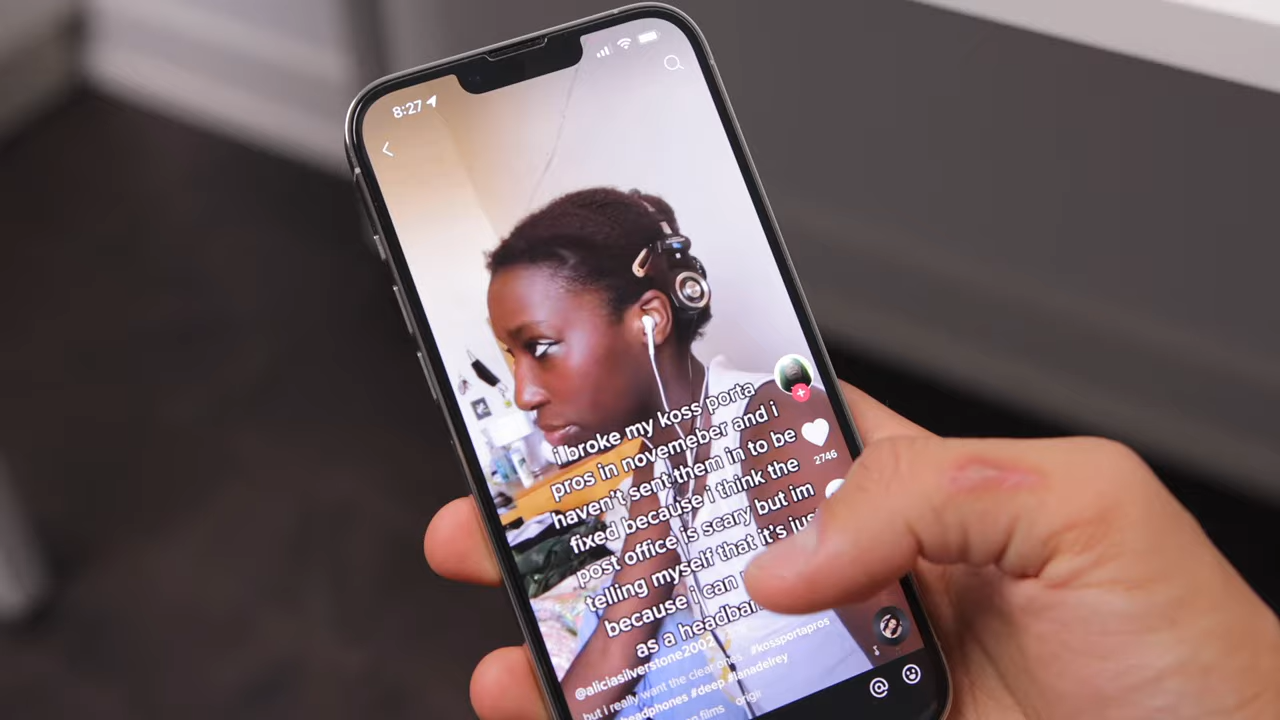 8:27
i broke my koss porta
pros in novemeber and i
haven't sent them in to be
fixed because i think the
post office is scary but im
telling myself that it's
because i can
as a
2746
@aliciasilverstone2002
but i really want the clear ones #kossportapros
#deep #lanadelrey
films